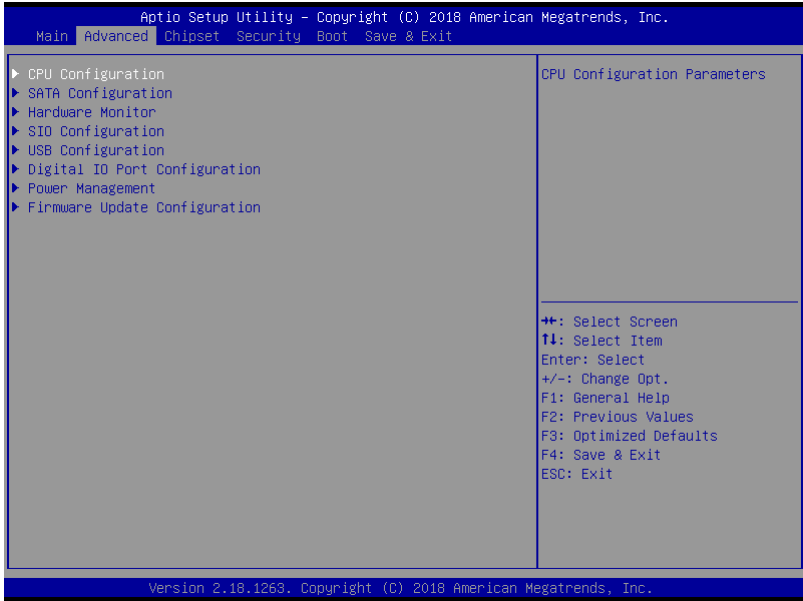 Aptio Setup Utility – Copyright (C) 2018 American Megatrends, Inc.
Main Advanced Chipset Security Boot Save & Exit
CPU Configuration
SATA Configuration
Hardware Monitor
SIO Configuration
USB Configuration
Digital IO Port Configuration
Power Management
Firmware Update Configuration
CPU Configuration Parameters
→←: Select Screen
↑↓: Select Item
Enter: Select
+/-: Change Opt.
F1: General Help
F2: Previous Values
F3: Optimized Defaults
F4: Save & Exit
ESC: Exit
Version 2.18.1263. Copyright (C) 2018 American Megatrends, Inc.